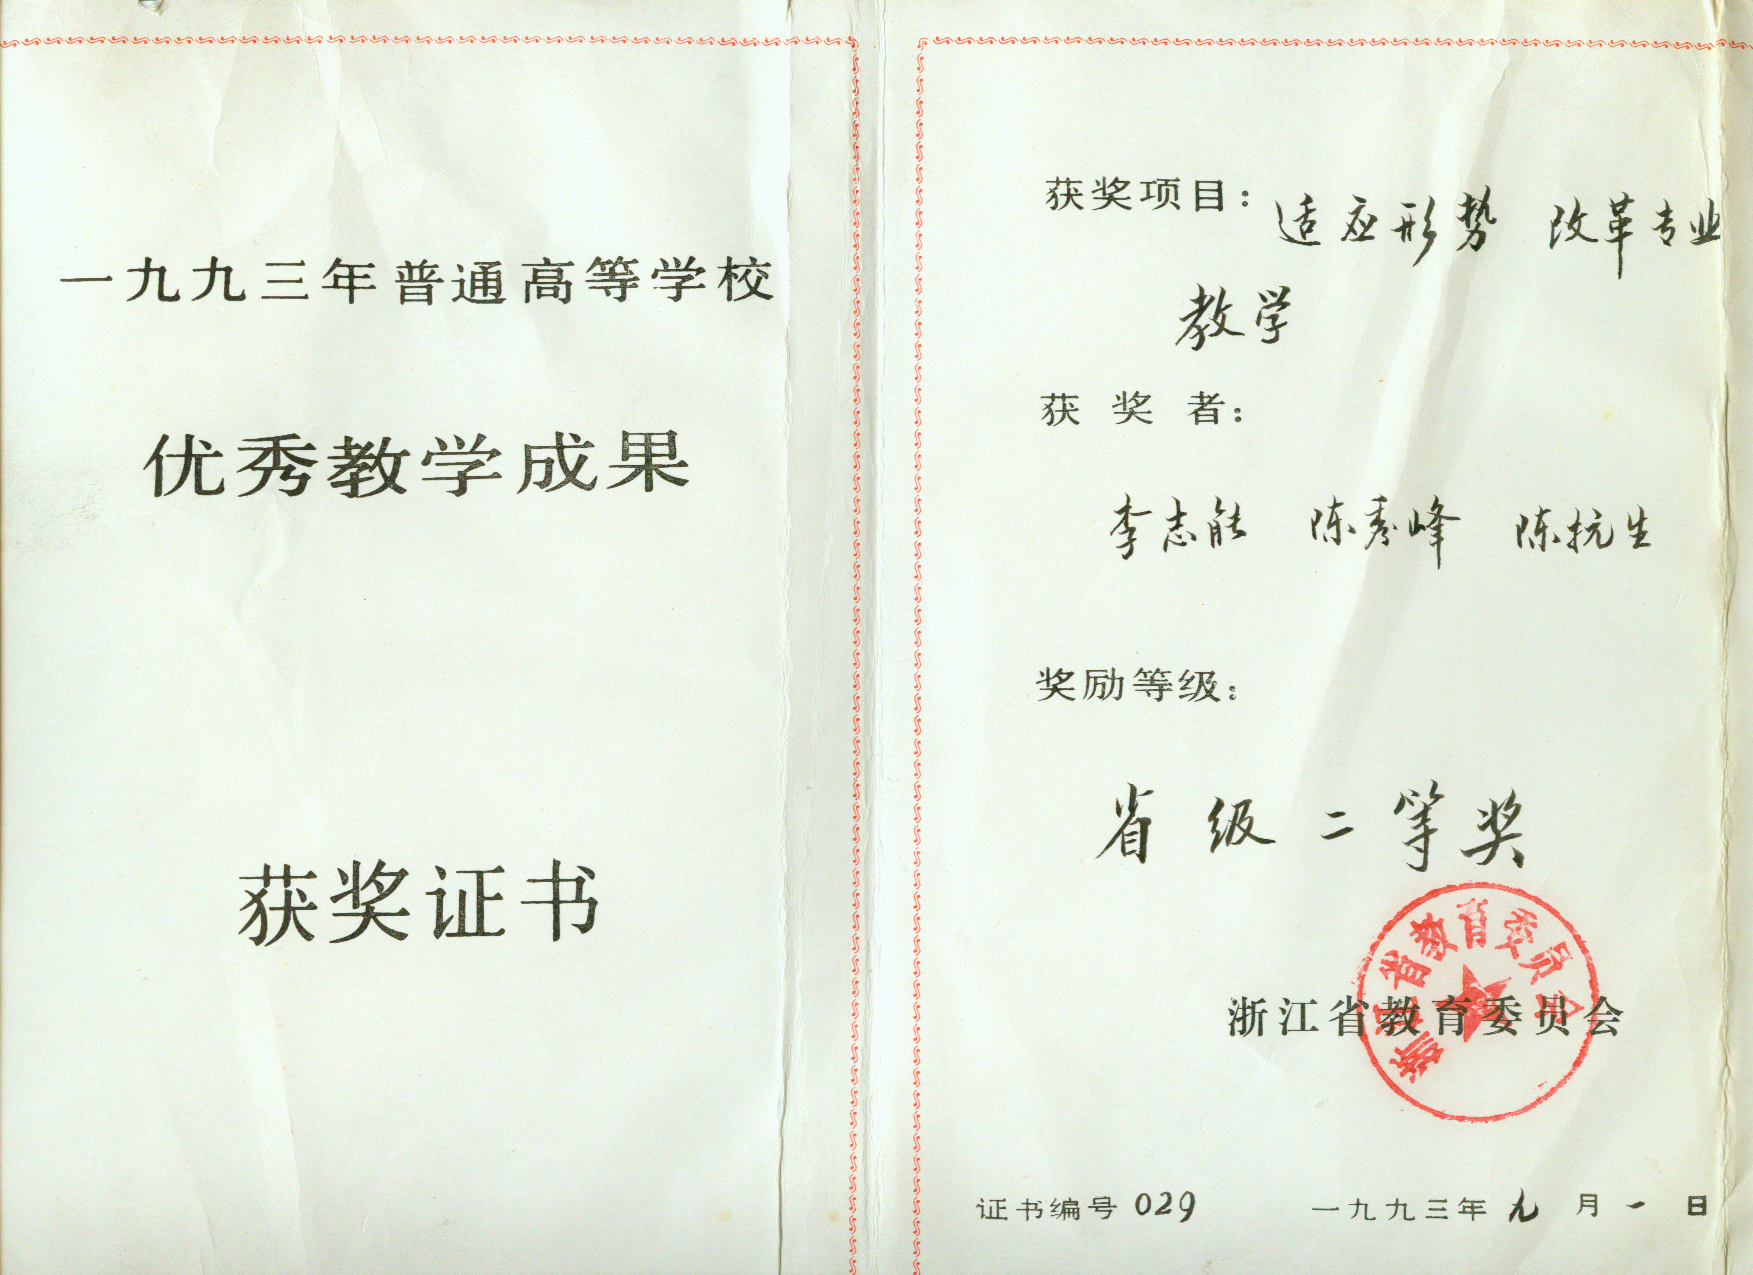 一九九三年普通高等学校
优秀教学成果
获奖证书
获奖项目：适应形势 改革专业
教学
获奖者：
李志能 陈秀峰 陈抗生
奖励等级：
省级二等奖
浙江省教育委员会
浙江省教育委员会
证书编号029 一九九三年九月一日